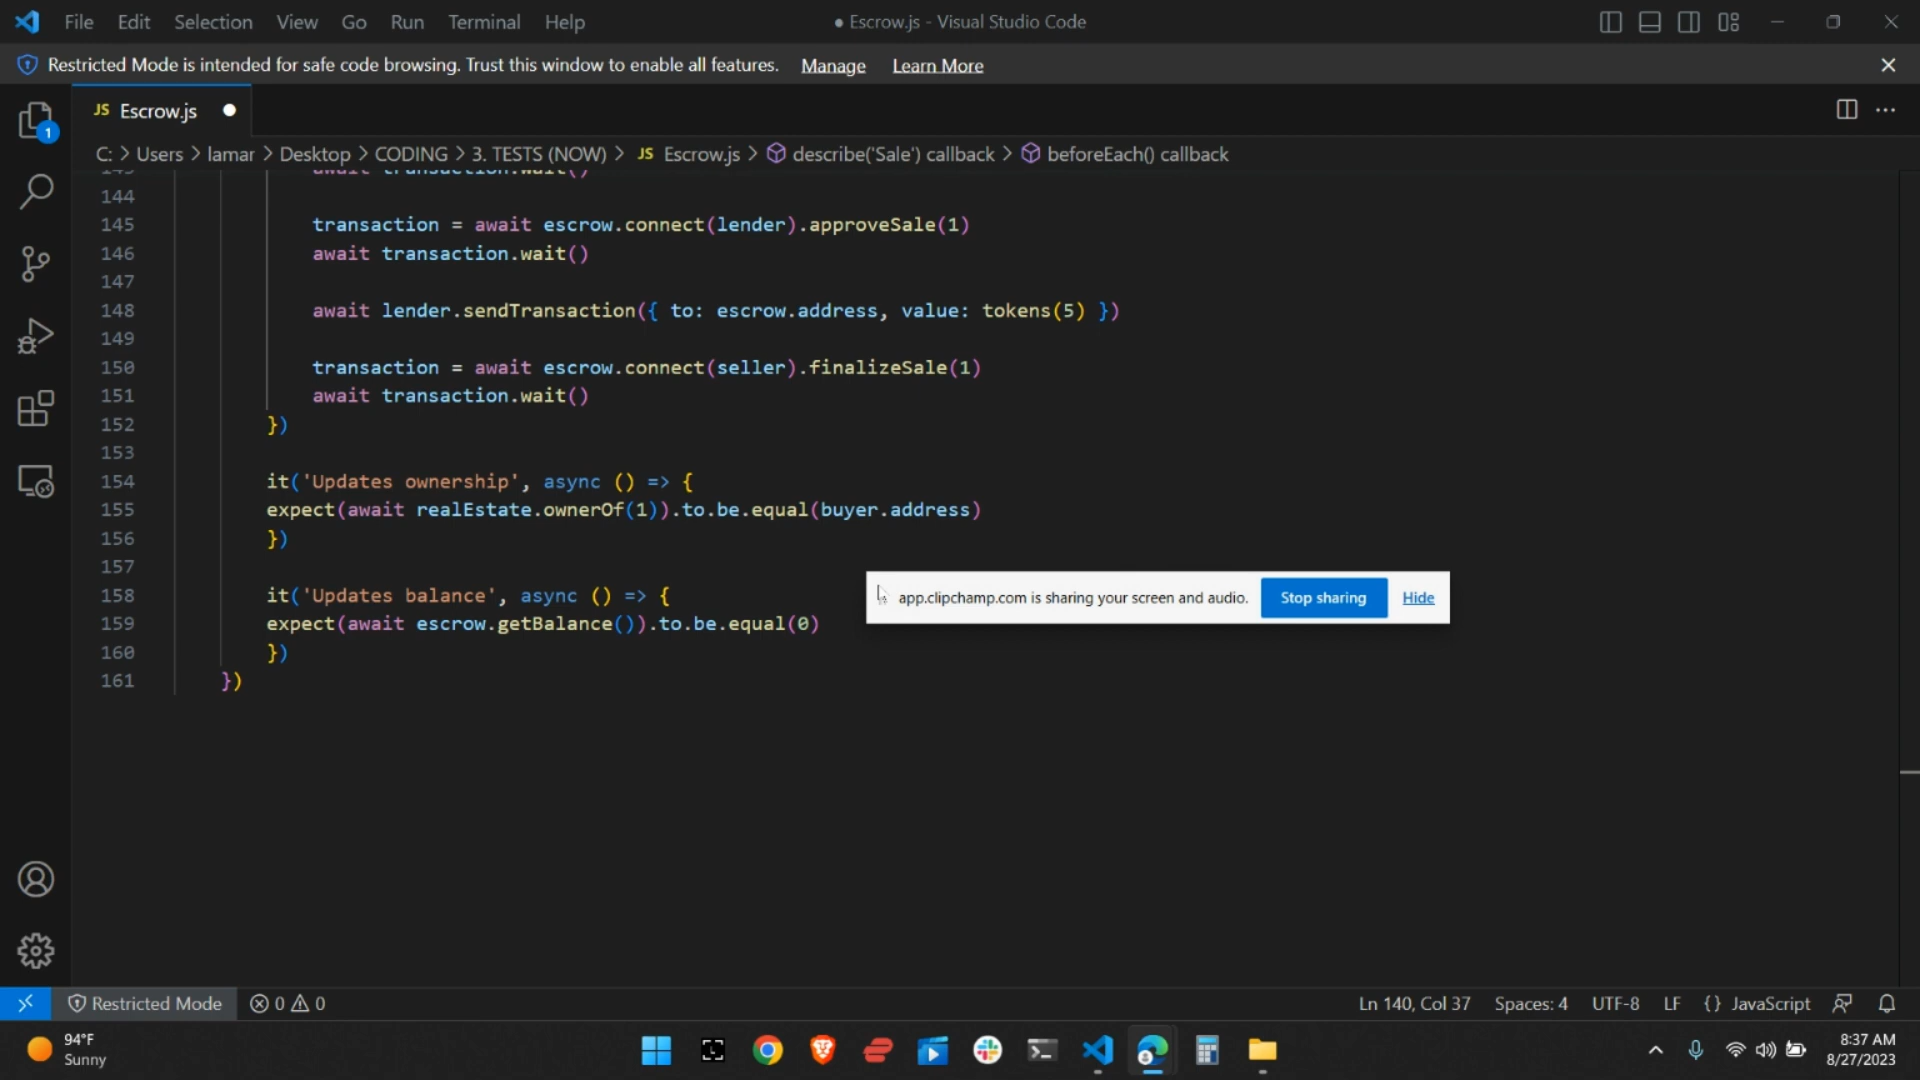 File Edit Selection View Go Run Terminal Help
● Escrow.js - Visual Studio Code
Restricted Mode is intended for safe code browsing. Trust this window to enable all features. Manage Learn More
JS Escrow.js
1
C: > Users > lamar > Desktop > CODING > 3. TESTS (NOW) > JS Escrow.js > describe('Sale') callback > beforeEach() callback
143 await transaction.wait()
144
145 transaction = await escrow.connect(lender).approveSale(1)
146 await transaction.wait()
147
148 await lender.sendTransaction({ to: escrow.address, value: tokens(5) })
149
150 transaction = await escrow.connect(seller).finalizeSale(1)
151 await transaction.wait()
152 })
153
154 it('Updates ownership', async () => {
155 expect(await realEstate.ownerOf(1)).to.be.equal(buyer.address)
156 })
157
158 it('Updates balance', async () => {
159 expect(await escrow.getBalance()).to.be.equal(0)
160 })
161 })
app.clipchamp.com is sharing your screen and audio. Stop sharing Hide
Restricted Mode 0 0
Ln 140, Col 37 Spaces: 4 UTF-8 LF {} JavaScript
94°F
Sunny
8:37 AM
8/27/2023